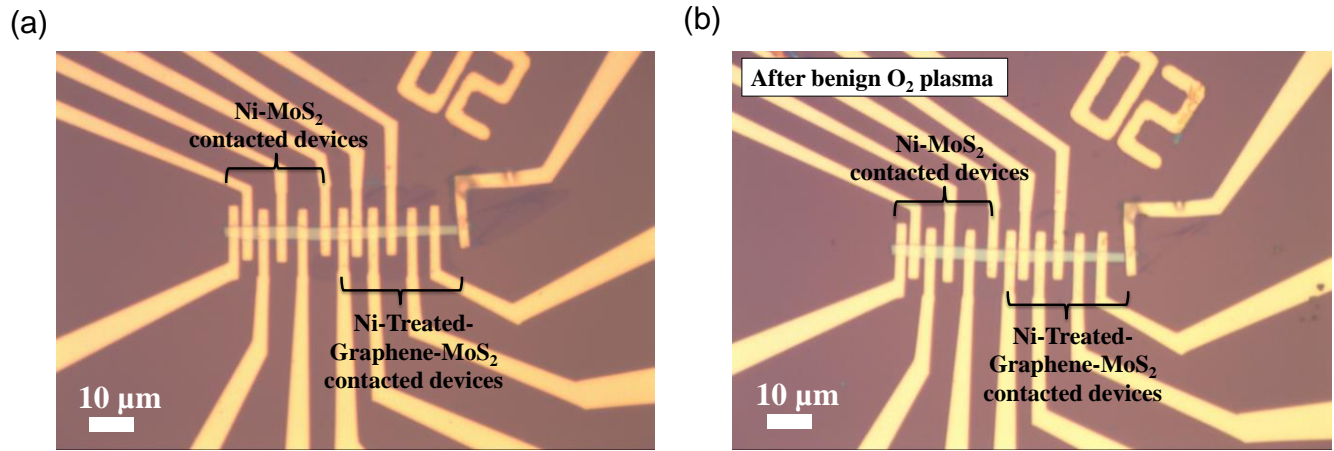 (a)
02
Ni-MoS₂
contacted devices
Ni-Treated-
Graphene-MoS₂
contacted devices
10 µm
(b)
After benign O₂ plasma
02
Ni-MoS₂
contacted devices
Ni-Treated-
Graphene-MoS₂
contacted devices
10 µm